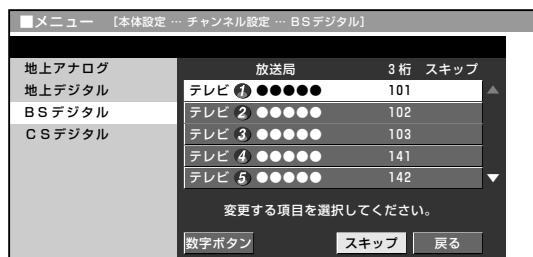 ■メニュー [本体設定 … チャンネル設定 … BSデジタル]
地上アナログ
地上デジタル
BSデジタル
CSデジタル
放送局 3桁 スキップ
テレビ 1 ●●●●● 101
テレビ 2 ●●●●● 102
テレビ 3 ●●●●● 103
テレビ 4 ●●●●● 141
テレビ 5 ●●●●● 142
変更する項目を選択してください。
数字ボタン スキップ 戻る